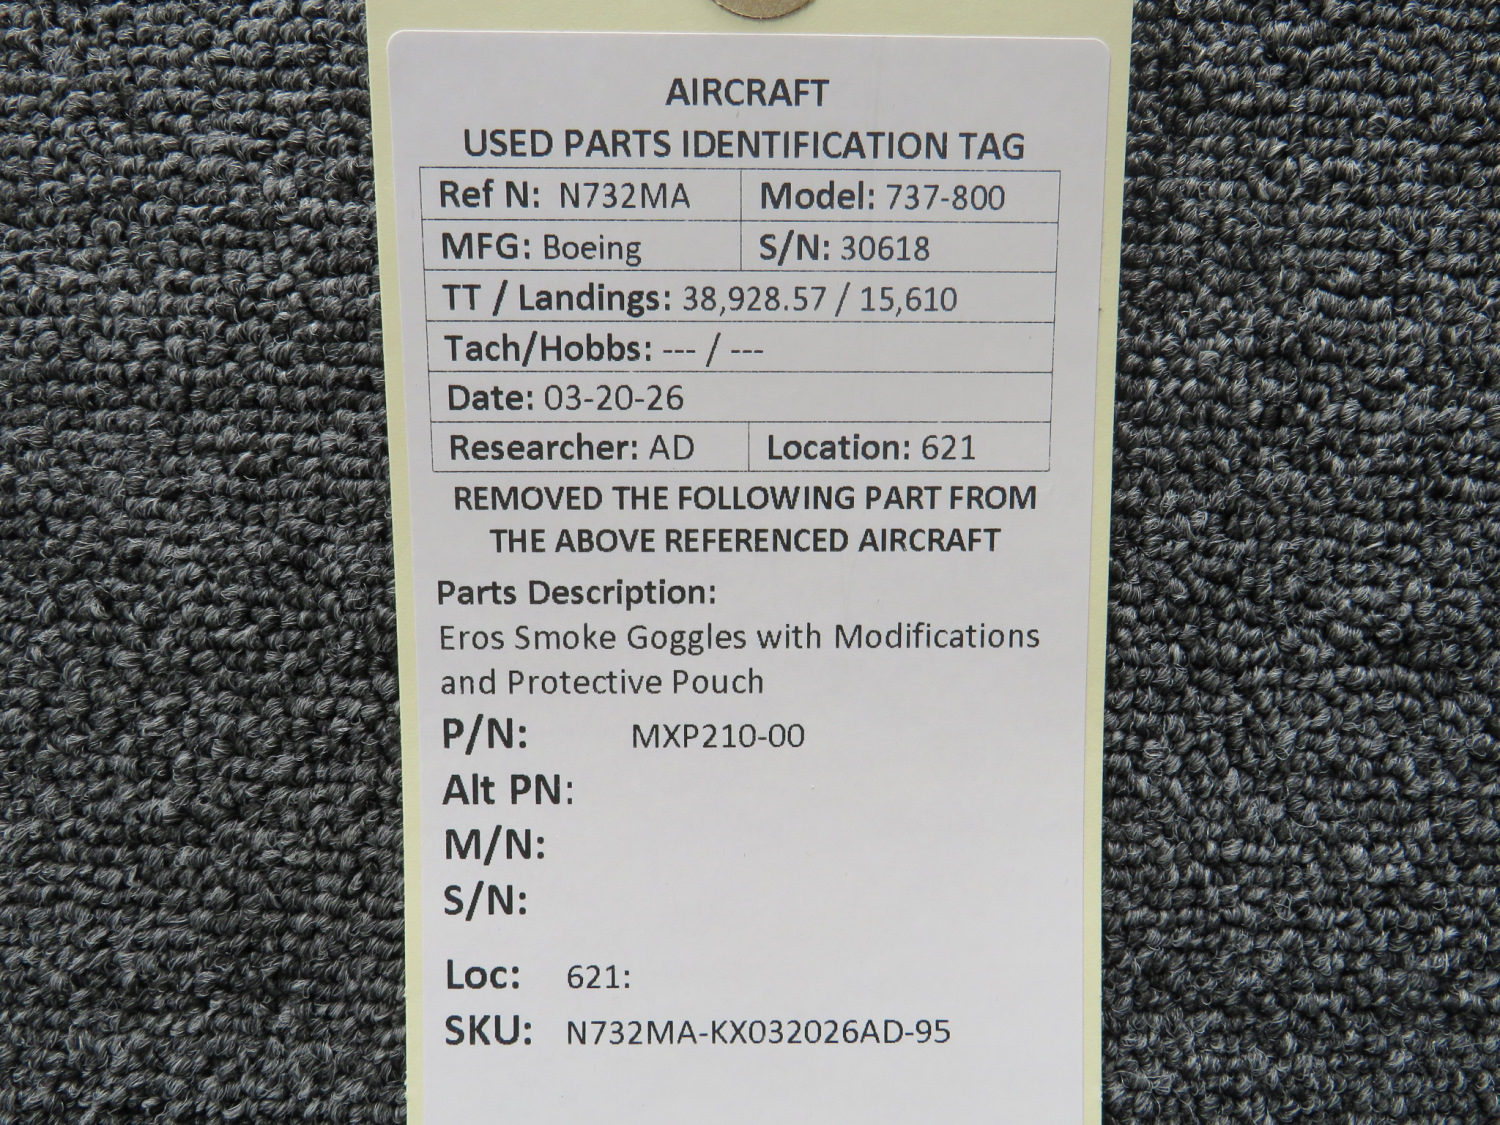 AIRCRAFT
USED PARTS IDENTIFICATION TAG
Ref N: N732MA Model: 737-800
MFG: Boeing S/N: 30618
TT / Landings: 38,928.57 / 15,610
Tach/Hobbs: --- / ---
Date: 03-20-26
Researcher: AD Location: 621
REMOVED THE FOLLOWING PART FROM
THE ABOVE REFERENCED AIRCRAFT
Parts Description:
Eros Smoke Goggles with Modifications
and Protective Pouch
P/N: MXP210-00
Alt PN:
M/N:
S/N:
Loc: 621:
SKU: N732MA-KX032026AD-95